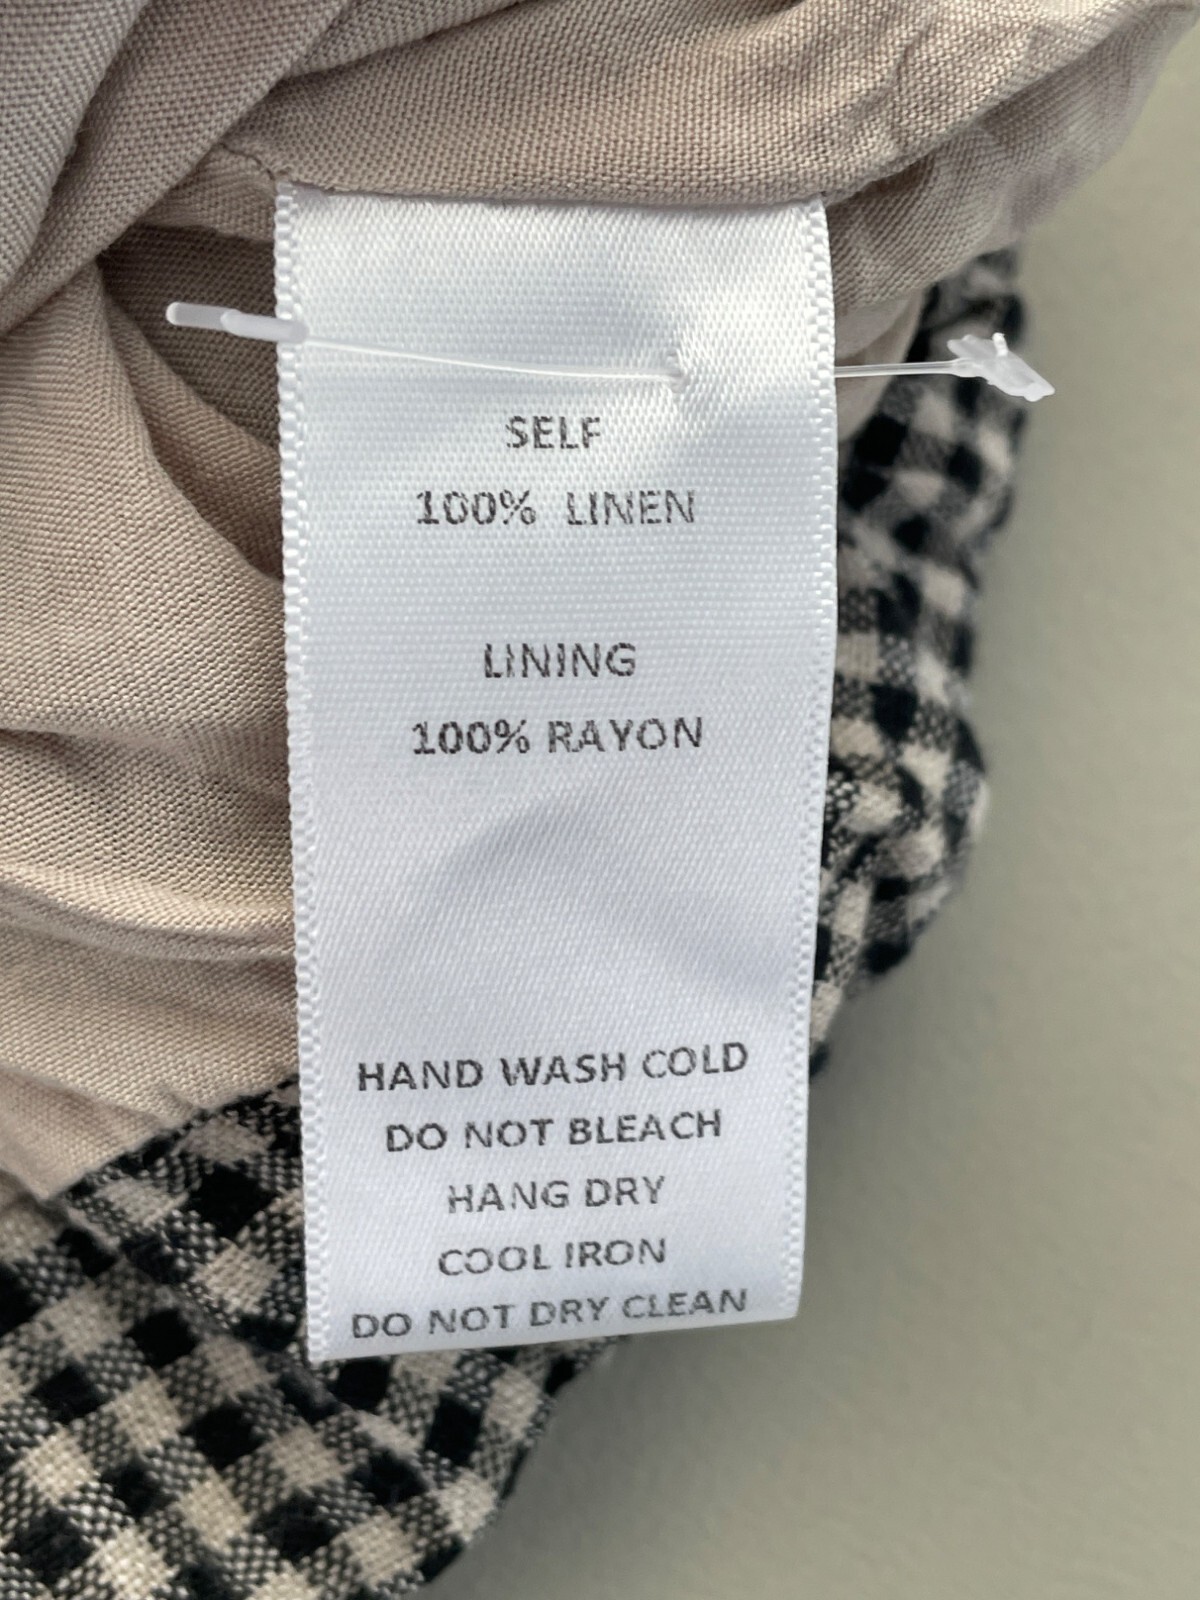 SELF
100% LINEN
LINING
100% RAYON
HAND WASH COLD
DO NOT BLEACH
HANG DRY
COOL IRON
DO NOT DRY CLEAN